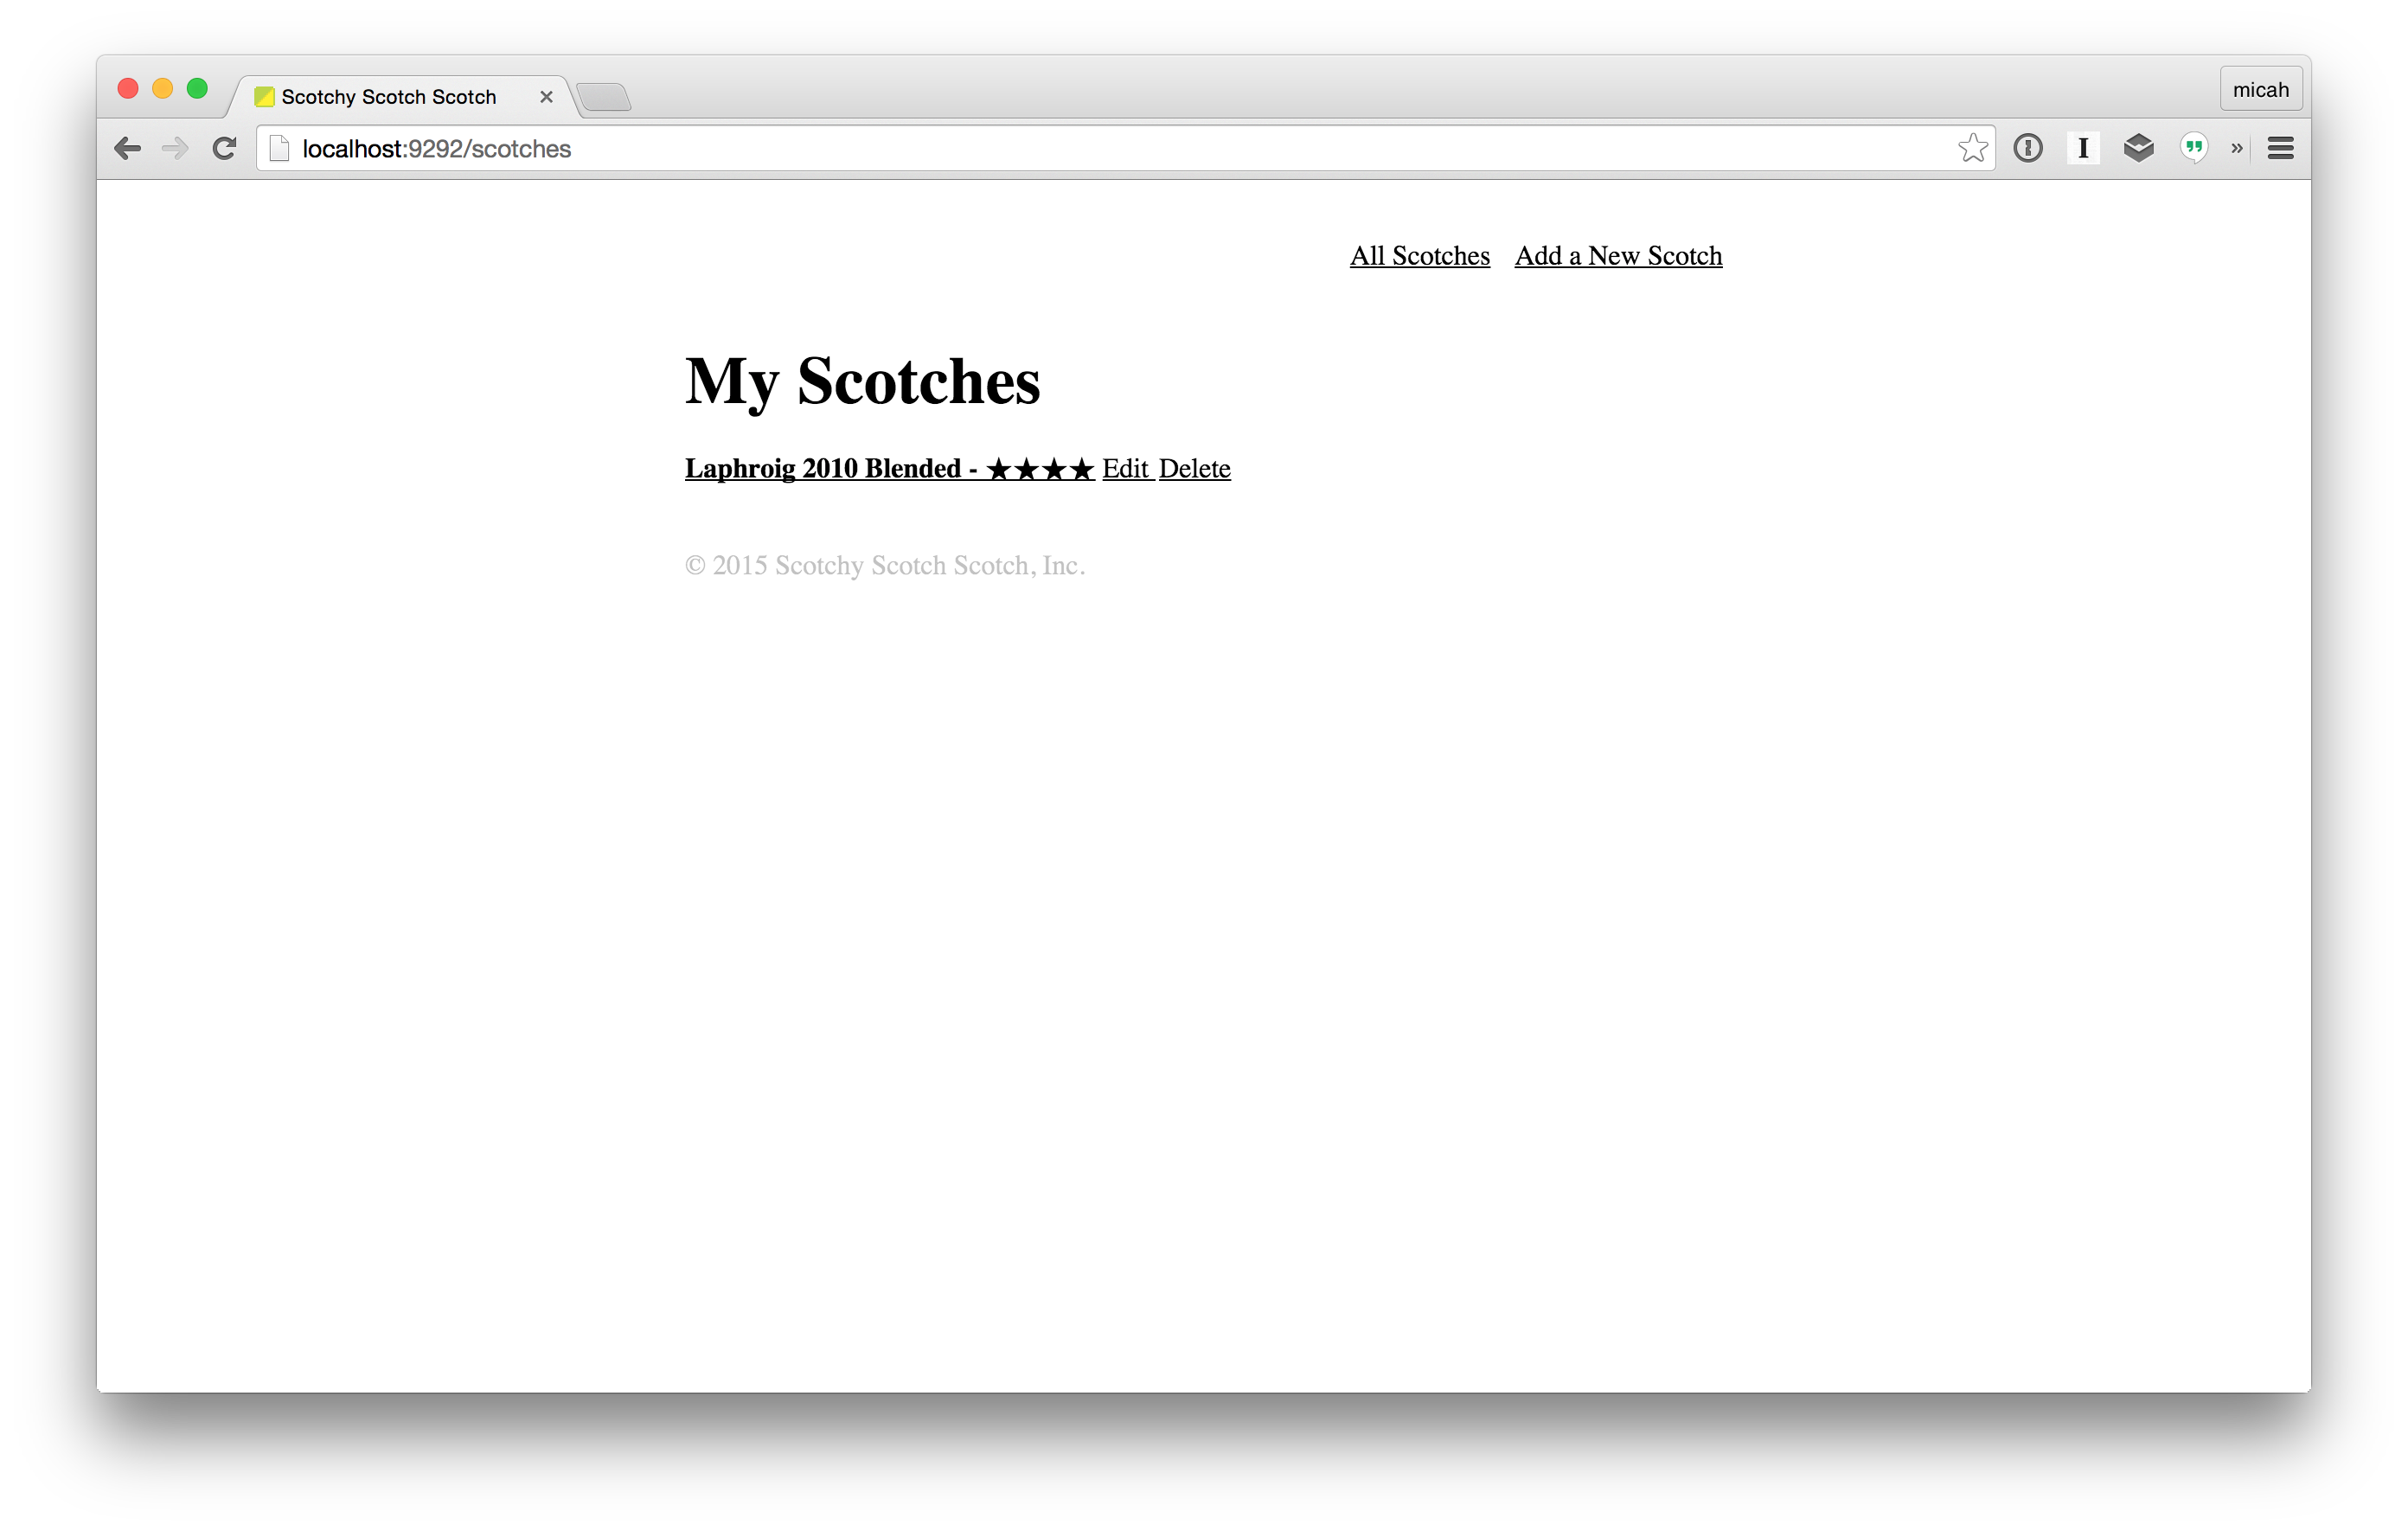 Scotchy Scotch Scotch
micah
localhost:9292/scotches
All Scotches Add a New Scotch
My Scotches
Laphroig 2010 Blended - ★★★★ Edit Delete
© 2015 Scotchy Scotch Scotch, Inc.